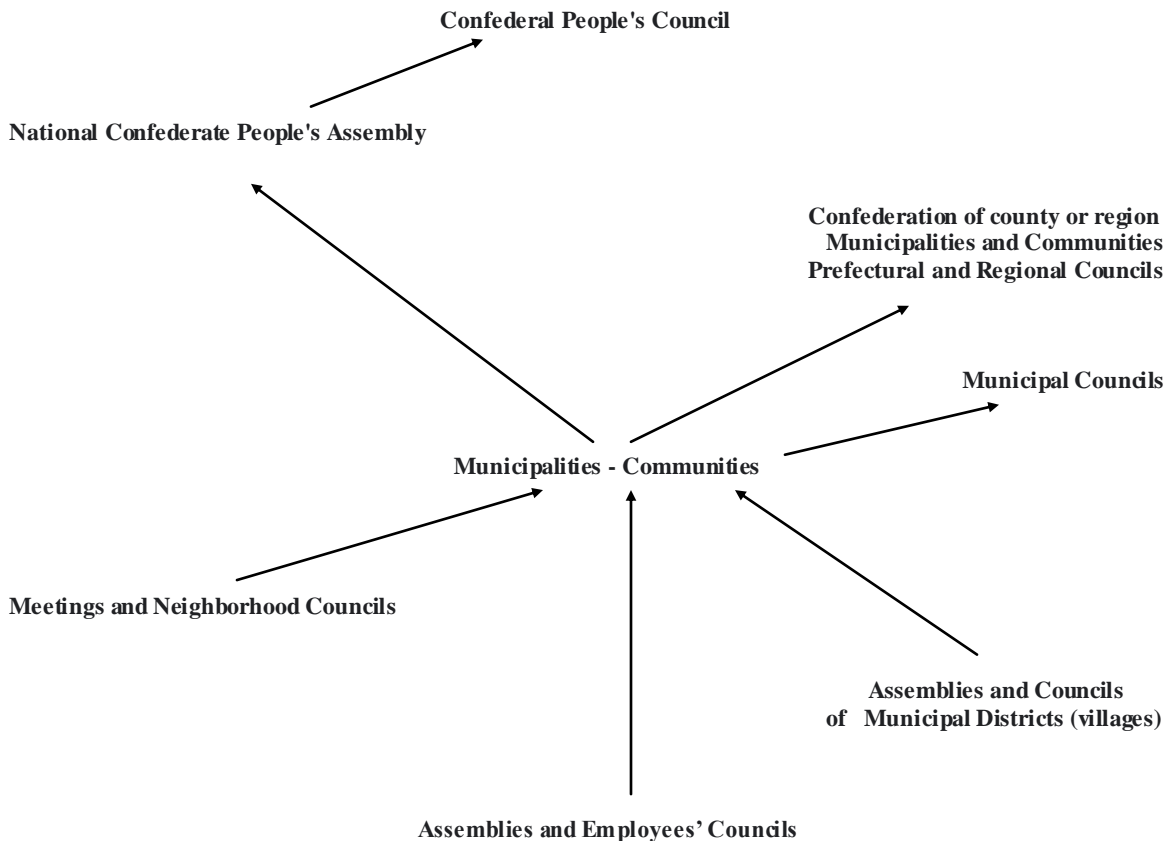 Confederal People's Council
National Confederate People's Assembly
Confederation of county or region
Municipalities and Communities
Prefectural and Regional Councils
Municipal Councils
Municipalities - Communities
Meetings and Neighborhood Councils
Assemblies and Councils
of Municipal Districts (villages)
Assemblies and Employees’ Councils